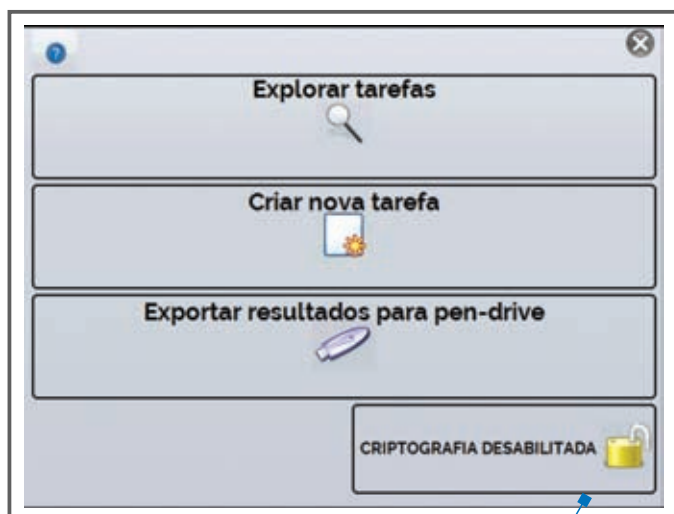 ?
Explorar tarefas
Criar nova tarefa
Exportar resultados para pen-drive
CRIPTOGRAFIA DESABILITADA